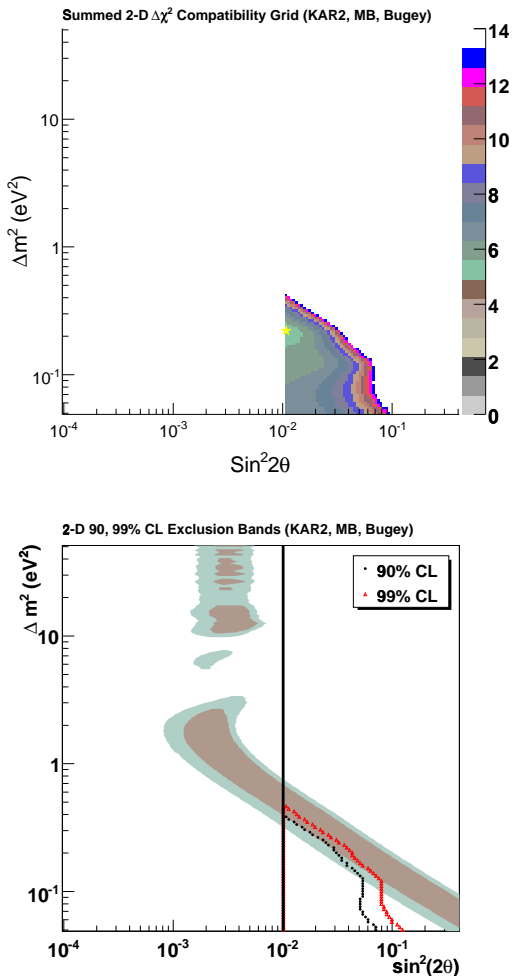 Summed 2-D Δχ² Compatibility Grid (KAR2, MB, Bugey)
14
12
10
8
6
4
2
0
Δm² (eV²)
10
1
10⁻¹
10⁻⁴ 10⁻³ 10⁻² 10⁻¹
Sin²2θ
2-D 90, 99% CL Exclusion Bands (KAR2, MB, Bugey)
90% CL
99% CL
Δ m² (eV²)
10
1
10⁻¹
10⁻⁴ 10⁻³ 10⁻² 10⁻¹
sin²(2θ)